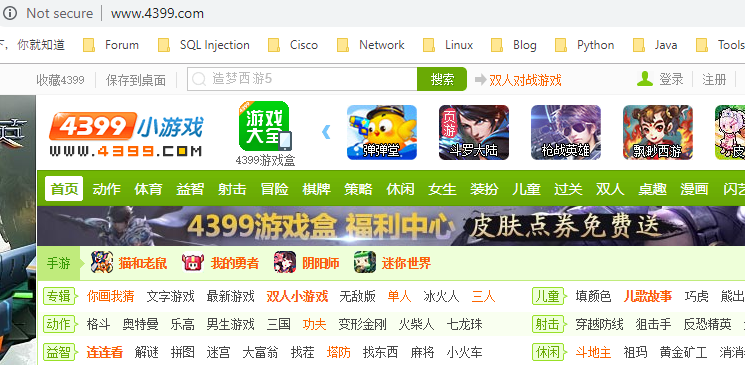 Not secure www.4399.com
下，你就知道 Forum SQL Injection Cisco Network Linux Blog Python Java Tools
收藏4399 保存到桌面 造梦西游5 搜索 双人对战游戏 登录 注册
4399小游戏
www.4399.com
游戏大全
4399游戏盒
弹弹堂 页游 斗罗大陆 枪战英雄 飘渺西游
首页 动作 体育 益智 射击 冒险 棋牌 策略 休闲 女生 装扮 儿童 过关 双人 桌趣 漫画 闪艺
4399游戏盒 福利中心 皮肤点券免费送
手游 猫和老鼠 我的勇者 阴阳师 迷你世界
专辑 你画我猜 文字游戏 最新游戏 双人小游戏 无敌版 单人 冰火人 三人 儿童 填颜色 儿歌故事 巧虎 熊出
动作 格斗 奥特曼 乐高 男生游戏 三国 功夫 变形金刚 火柴人 七龙珠 射击 穿越防线 狙击手 反恐精英 大
益智 连连看 解谜 拼图 迷宫 大富翁 找茬 塔防 找东西 麻将 小火车 休闲 斗地主 祖玛 黄金矿工 消消